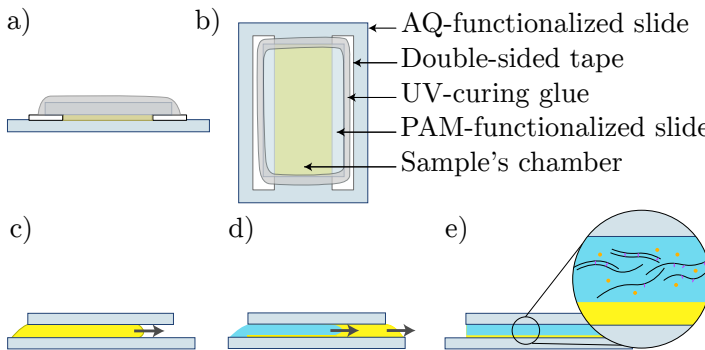 a)
b)
AQ-functionalized slide
Double-sided tape
UV-curing glue
PAM-functionalized slide
Sample's chamber
c)
d)
e)